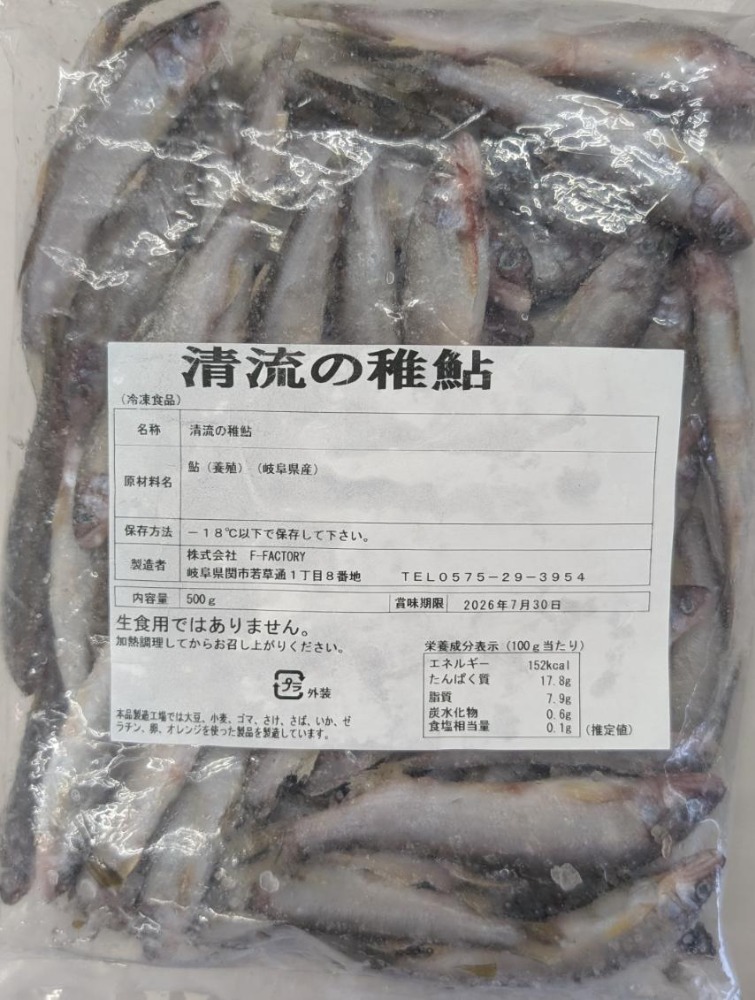 清流の稚鮎
（冷凍食品）
名称 清流の稚鮎
原材料名 鮎（養殖）（岐阜県産）
保存方法 －１８℃以下で保存して下さい。
製造者 株式会社 F-FACTORY
岐阜県関市若草通１丁目８番地 ＴＥＬ０５７５－２９－３９５４
内容量 500ｇ 賞味期限 2026年7月30日
生食用ではありません。
加熱調理してからお召し上がりください。
プラ 外装
本品製造工場では大豆、小麦、ゴマ、さけ、さば、いか、ゼ
ラチン、卵、オレンジを使った製品を製造しています。
栄養成分表示（100ｇ当たり）
エネルギー 152kcal
たんぱく質 17.8g
脂質 7.9g
炭水化物 0.6g
食塩相当量 0.1g （推定値）